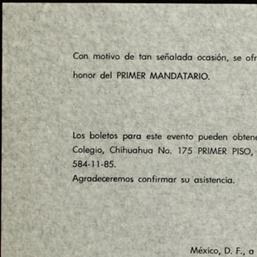 Con motivo de tan señalada ocasión, se ofr
honor del PRIMER MANDATARIO.
Los boletos para este evento pueden obtene
Colegio, Chihuahua No. 175 PRIMER PISO,
584-11-85.
Agradeceremos confirmar su asistencia.
México, D. F., a